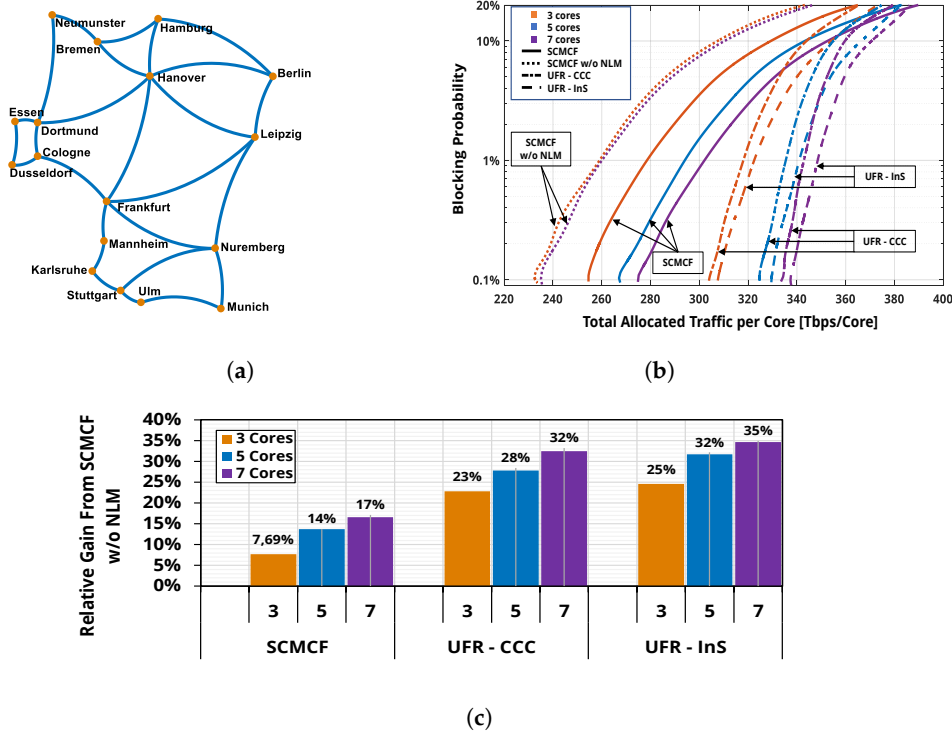 Neumunster
Hamburg
Bremen
Hanover
Berlin
Essen
Dortmund
Leipzig
Cologne
Dusseldorf
Frankfurt
Mannheim
Nuremberg
Karlsruhe
Stuttgart
Ulm
Munich
(a)
20%
10%
1%
0.1%
Blocking Probability
3 cores
5 cores
7 cores
SCMCF
SCMCF w/o NLM
UFR - CCC
UFR - InS
SCMCF
w/o NLM
UFR - InS
UFR - CCC
SCMCF
220 240 260 280 300 320 340 360 380 400
Total Allocated Traffic per Core [Tbps/Core]
(b)
Relative Gain From SCMCF
w/o NLM
40%
35%
30%
25%
20%
15%
10%
5%
0%
3 Cores
5 Cores
7 Cores
7,69%
14%
17%
23%
28%
32%
25%
32%
35%
3 5 7 3 5 7 3 5 7
SCMCF UFR - CCC UFR - InS
(c)